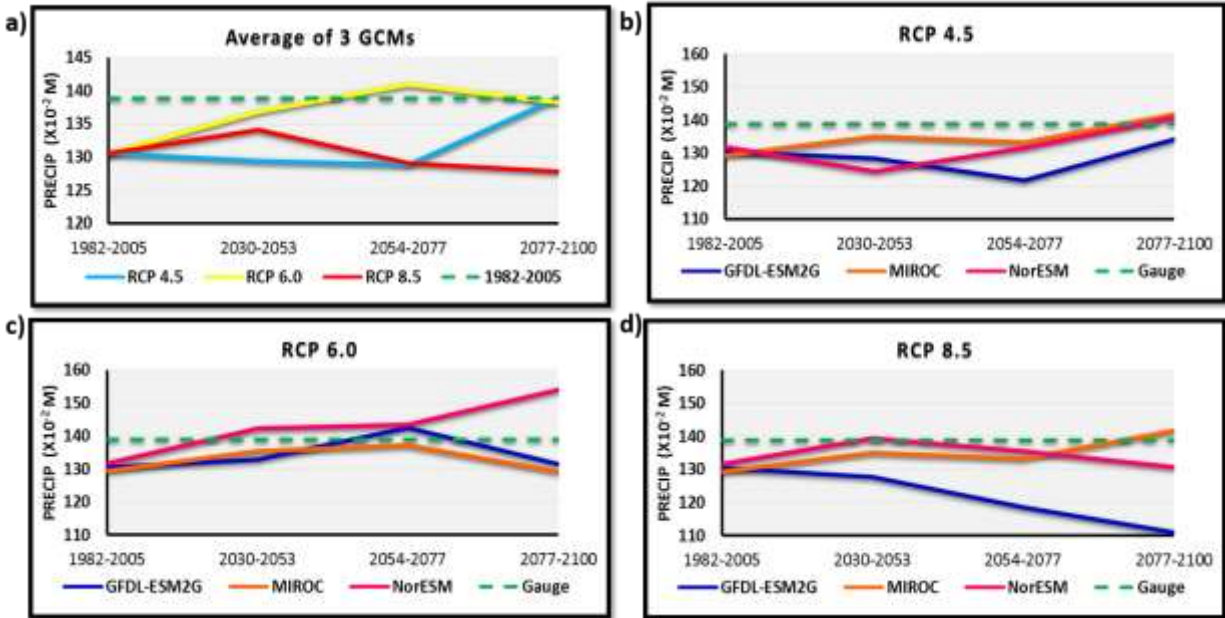 a)
Average of 3 GCMs
PRECIP (X10⁻² M)
145
140
135
130
125
120
1982-2005 2030-2053 2054-2077 2077-2100
RCP 4.5 RCP 6.0 RCP 8.5 1982-2005
b)
RCP 4.5
PRECIP (X10⁻² M)
160
150
140
130
120
110
1982-2005 2030-2053 2054-2077 2077-2100
GFDL-ESM2G MIROC NorESM Gauge
c)
RCP 6.0
PRECIP (X10⁻² M)
160
150
140
130
120
110
1982-2005 2030-2053 2054-2077 2077-2100
GFDL-ESM2G MIROC NorESM Gauge
d)
RCP 8.5
PRECIP (X10⁻² M)
160
150
140
130
120
110
1982-2005 2030-2053 2054-2077 2077-2100
GFDL-ESM2G MIROC NorESM Gauge